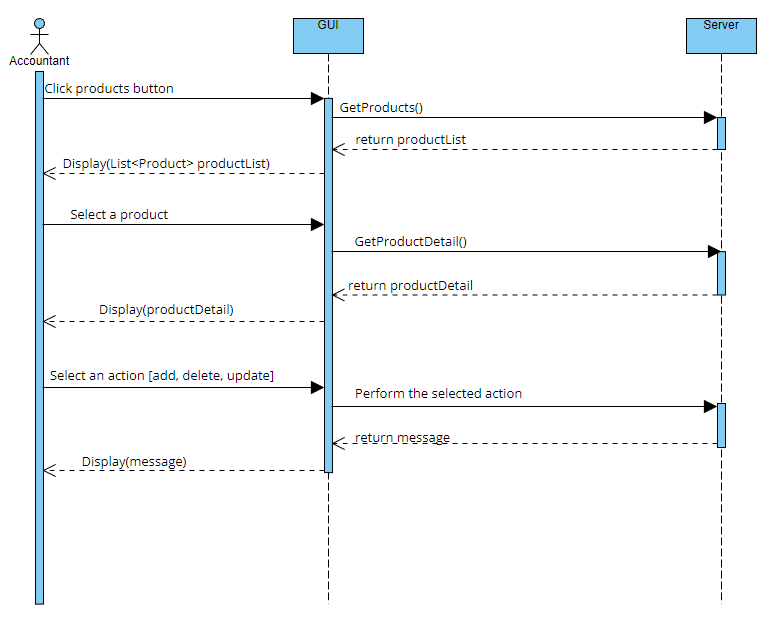 GUI
Server
Accountant
Click products button
GetProducts()
return productList
Display(List<Product> productList)
Select a product
GetProductDetail()
return productDetail
Display(productDetail)
Select an action [add, delete, update]
Perform the selected action
return message
Display(message)